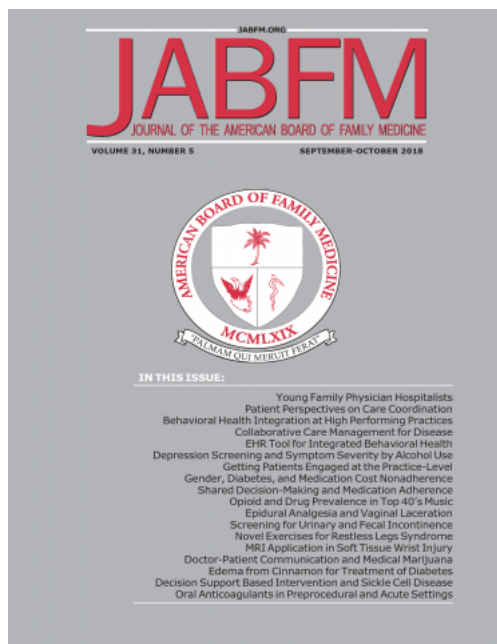 JABFM.ORG
JABFM
JOURNAL OF THE AMERICAN BOARD OF FAMILY MEDICINE
VOLUME 31, NUMBER 5 SEPTEMBER-OCTOBER 2018
AMERICAN BOARD OF FAMILY MEDICINE
MCMLXIX
"PALMAM QUI MERUIT FERAT"
IN THIS ISSUE:
Young Family Physician Hospitalists
Patient Perspectives on Care Coordination
Behavioral Health Integration at High Performing Practices
Collaborative Care Management for Disease
EHR Tool for Integrated Behavioral Health
Depression Screening and Symptom Severity by Alcohol Use
Getting Patients Engaged at the Practice-Level
Gender, Diabetes, and Medication Cost Nonadherence
Shared Decision-Making and Medication Adherence
Opioid and Drug Prevalence in Top 40's Music
Epidural Analgesia and Vaginal Laceration
Screening for Urinary and Fecal Incontinence
Novel Exercises for Restless Legs Syndrome
MRI Application in Soft Tissue Wrist Injury
Doctor-Patient Communication and Medical Marijuana
Edema from Cinnamon for Treatment of Diabetes
Decision Support Based Intervention and Sickle Cell Disease
Oral Anticoagulants in Preprocedural and Acute Settings